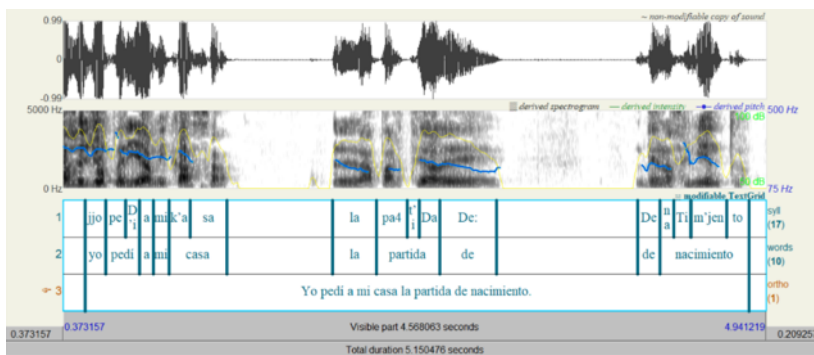 0.99
~ non-modifiable copy of sound
0
-0.99
5000 Hz
derived spectrogram derived intensity derived pitch
500 Hz
0 Hz
75 Hz
modifiable TextGrid
1 jjo pe D'i a mi k'a sa la pa4 t'i Da De: De na Ti m'jen to syll (17)
2 yo pedí a mi casa la partida de de nacimiento words (10)
3 Yo pedí a mi casa la partida de nacimiento. ortho (1)
0.373157 Visible part 4.568063 seconds 4.941219
0.373157 Total duration 5.150476 seconds 0.20925